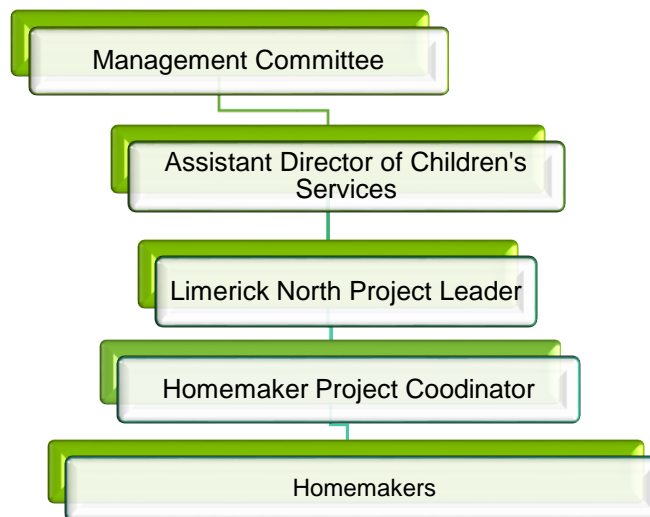 Management Committee
Assistant Director of Children's
Services
Limerick North Project Leader
Homemaker Project Coodinator
Homemakers